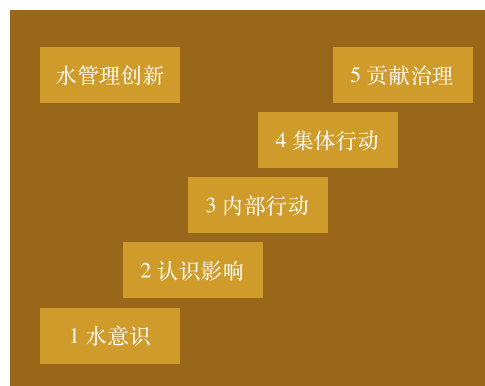 水管理创新
5 贡献治理
4 集体行动
3 内部行动
2 认识影响
1 水意识